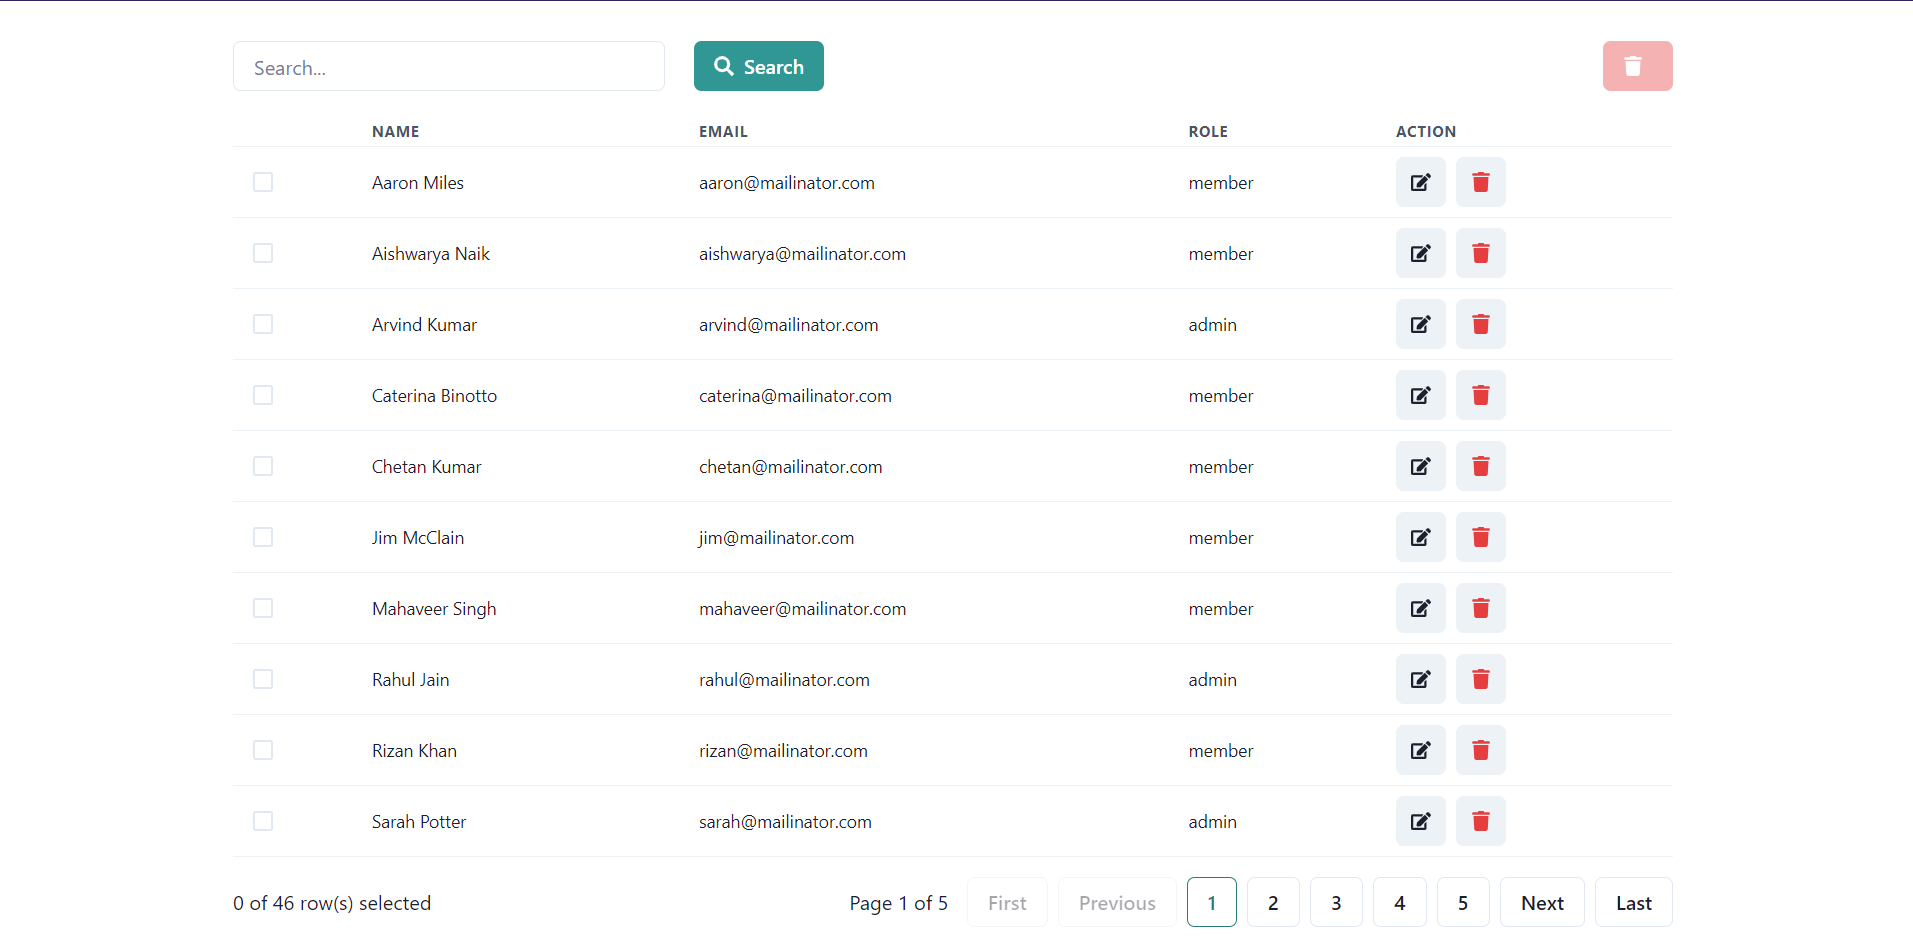 Search... Search
NAME EMAIL ROLE ACTION
Aaron Miles aaron@mailinator.com member
Aishwarya Naik aishwarya@mailinator.com member
Arvind Kumar arvind@mailinator.com admin
Caterina Binotto caterina@mailinator.com member
Chetan Kumar chetan@mailinator.com member
Jim McClain jim@mailinator.com member
Mahaveer Singh mahaveer@mailinator.com member
Rahul Jain rahul@mailinator.com admin
Rizan Khan rizan@mailinator.com member
Sarah Potter sarah@mailinator.com admin
0 of 46 row(s) selected Page 1 of 5 First Previous 1 2 3 4 5 Next Last